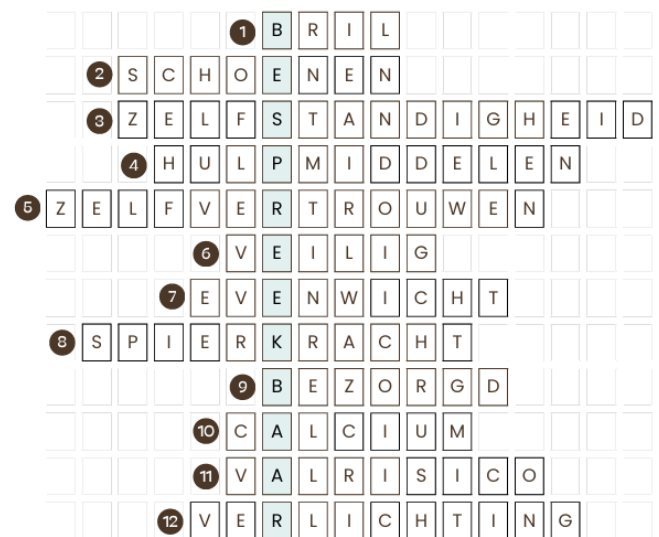 1 BRIL
2 SCHOENEN
3 ZELFSTANDIGHEID
4 HULPMIDDELEN
5 ZELFVERTROUWEN
6 VEILIG
7 EVENWICHT
8 SPIERKRACHT
9 BEZORGD
10 CALCIUM
11 VALRISICO
12 VERLICHTING